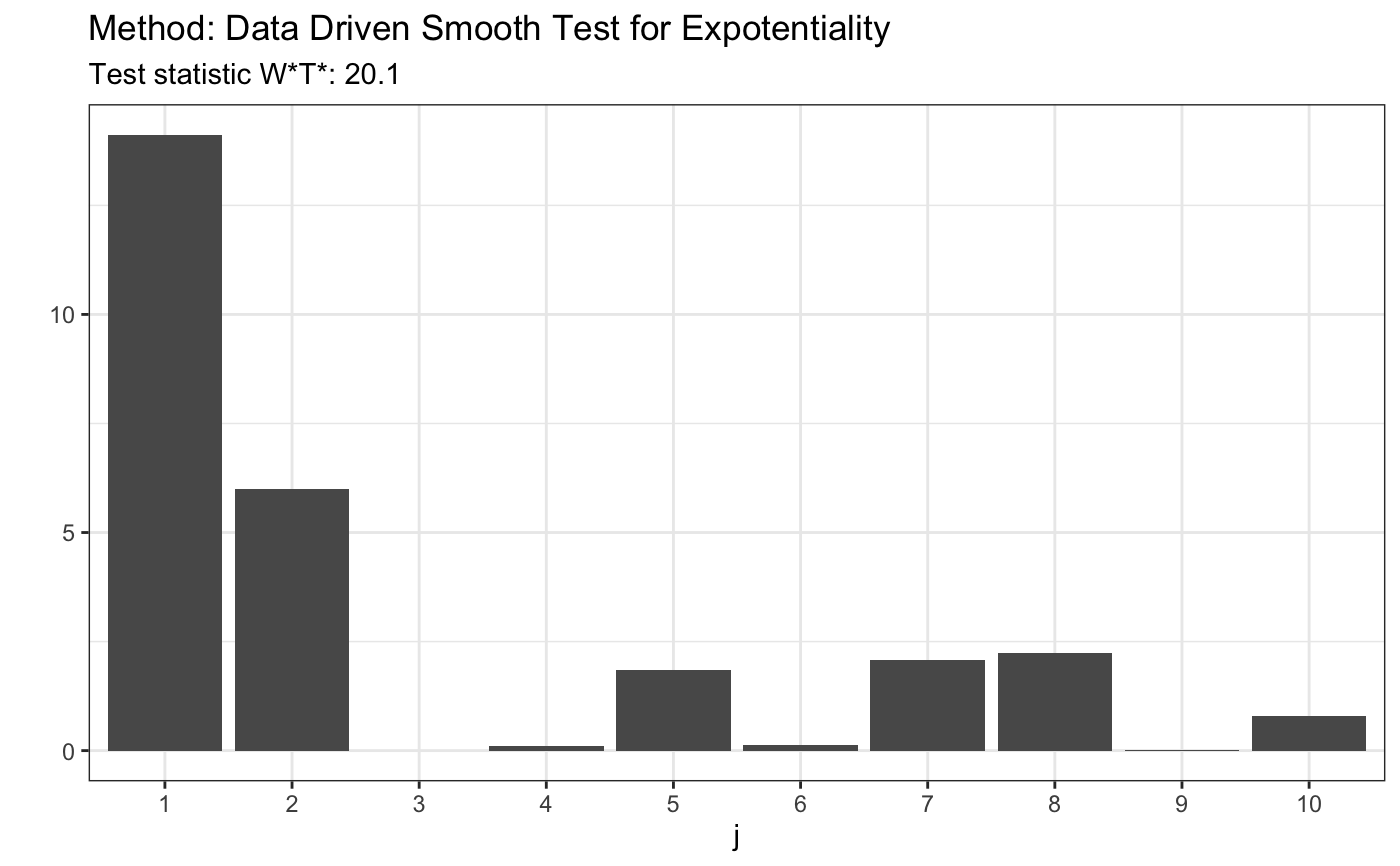 Method: Data Driven Smooth Test for Expotentiality
Test statistic W*T*: 20.1
10
5
0
1 2 3 4 5 6 7 8 9 10
j